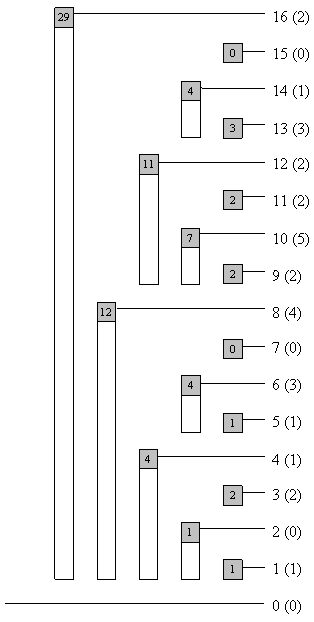 29 16 (2)
0 15 (0)
4 14 (1)
3 13 (3)
11 12 (2)
2 11 (2)
7 10 (5)
2 9 (2)
12 8 (4)
0 7 (0)
4 6 (3)
1 5 (1)
4 4 (1)
2 3 (2)
1 2 (0)
1 1 (1)
0 (0)